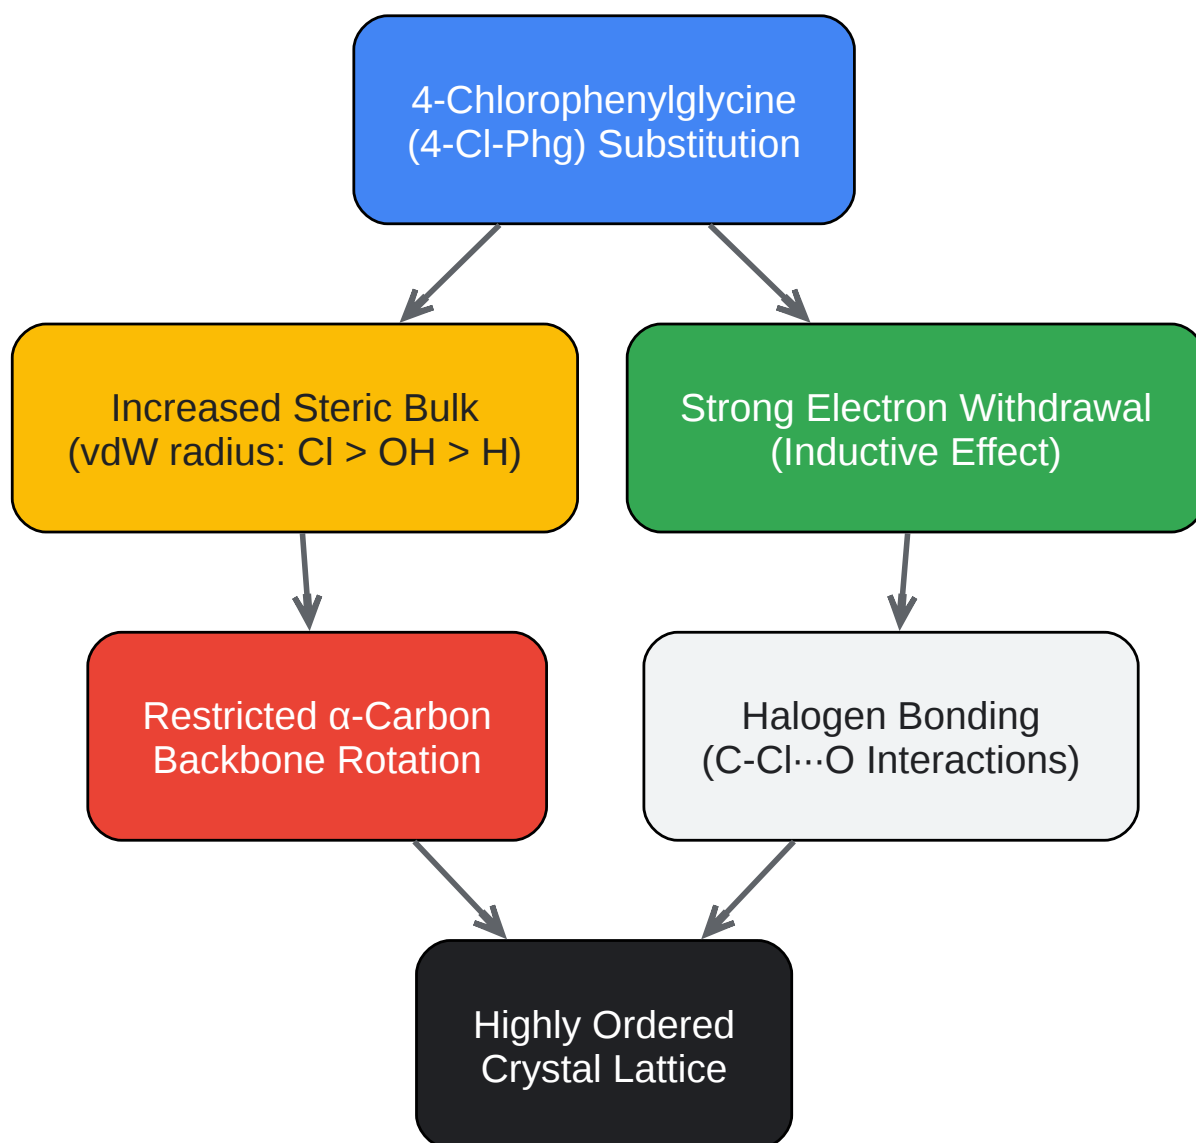 4-Chlorophenylglycine
(4-Cl-Phg) Substitution
Increased Steric Bulk
(vdW radius: Cl > OH > H)
Strong Electron Withdrawal
(Inductive Effect)
Restricted α-Carbon
Backbone Rotation
Halogen Bonding
(C-Cl···O Interactions)
Highly Ordered
Crystal Lattice